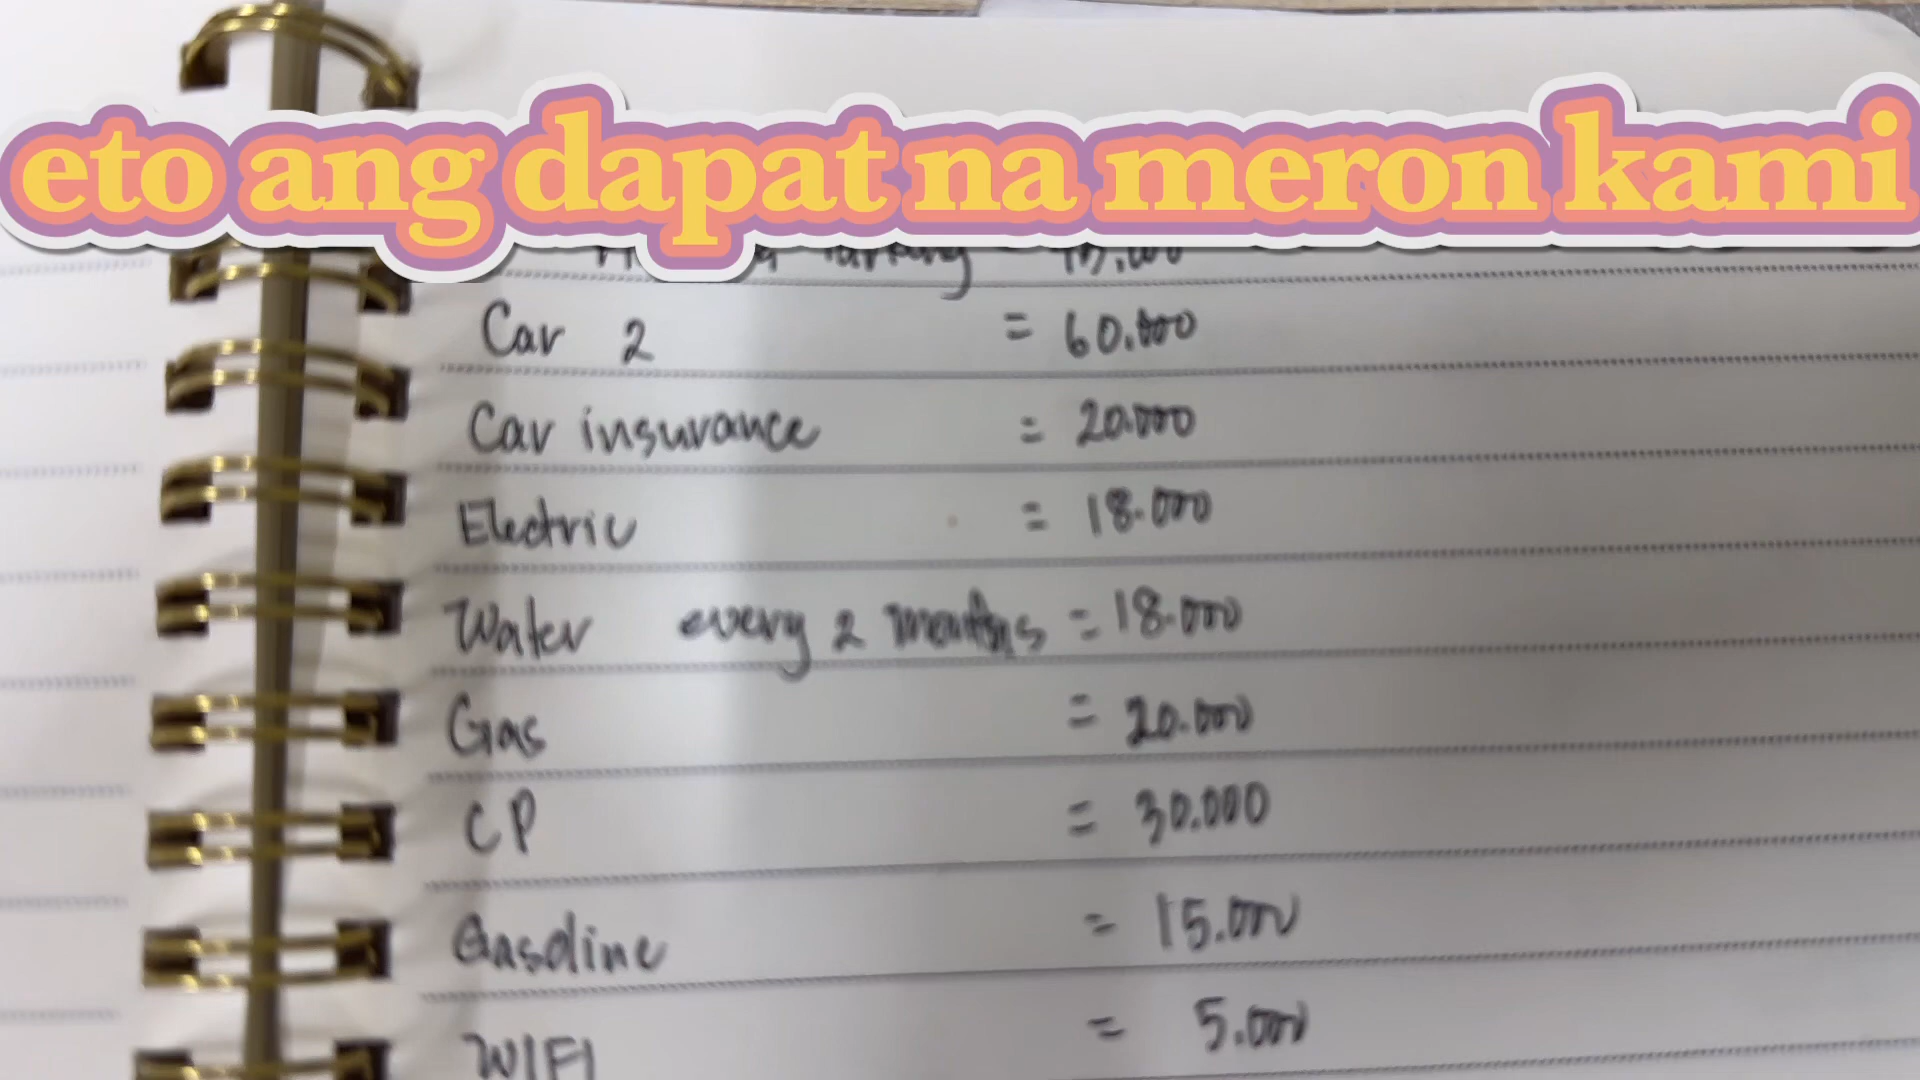 eto ang dapat na meron kami
Parking
Car 2 = 60.000
Car insurance = 20.000
Electric = 18.000
Water every 2 months = 18.000
Gas = 20.000
CP = 30.000
Gasoline = 15.000
WIFI = 5.000